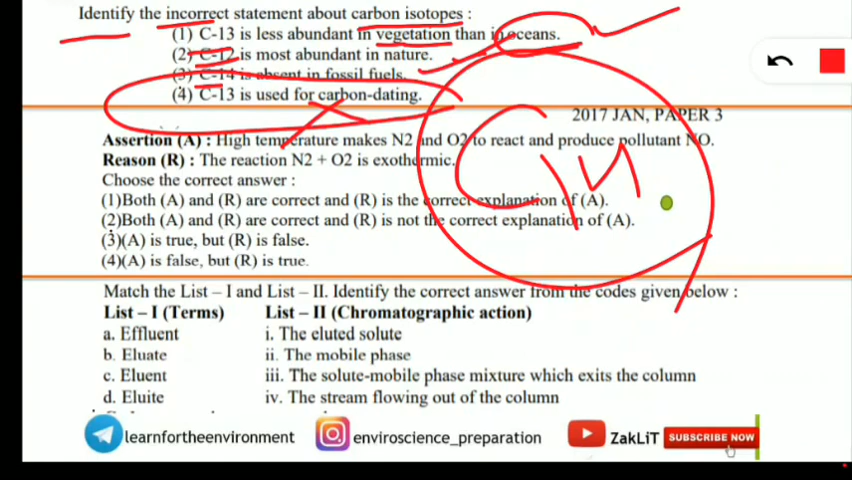 Identify the incorrect statement about carbon isotopes :
(1) C-13 is less abundant in vegetation than in oceans.
(2) C-12 is most abundant in nature.
(3) C-14 is absent in fossil fuels.
(4) C-13 is used for carbon-dating.
2017 JAN, PAPER 3
Assertion (A) : High temperature makes N2 and O2 to react and produce pollutant NO.
Reason (R) : The reaction N2 + O2 is exothermic.
Choose the correct answer :
(1)Both (A) and (R) are correct and (R) is the correct explanation of (A).
(2)Both (A) and (R) are correct and (R) is not the correct explanation of (A).
(3)(A) is true, but (R) is false.
(4)(A) is false, but (R) is true.
Match the List – I and List – II. Identify the correct answer from the codes given below :
List – I (Terms) List – II (Chromatographic action)
a. Effluent i. The eluted solute
b. Eluate ii. The mobile phase
c. Eluent iii. The solute-mobile phase mixture which exits the column
d. Eluite iv. The stream flowing out of the column
learnfortheenvironment enviroscience_preparation ZakLiT SUBSCRIBE NOW